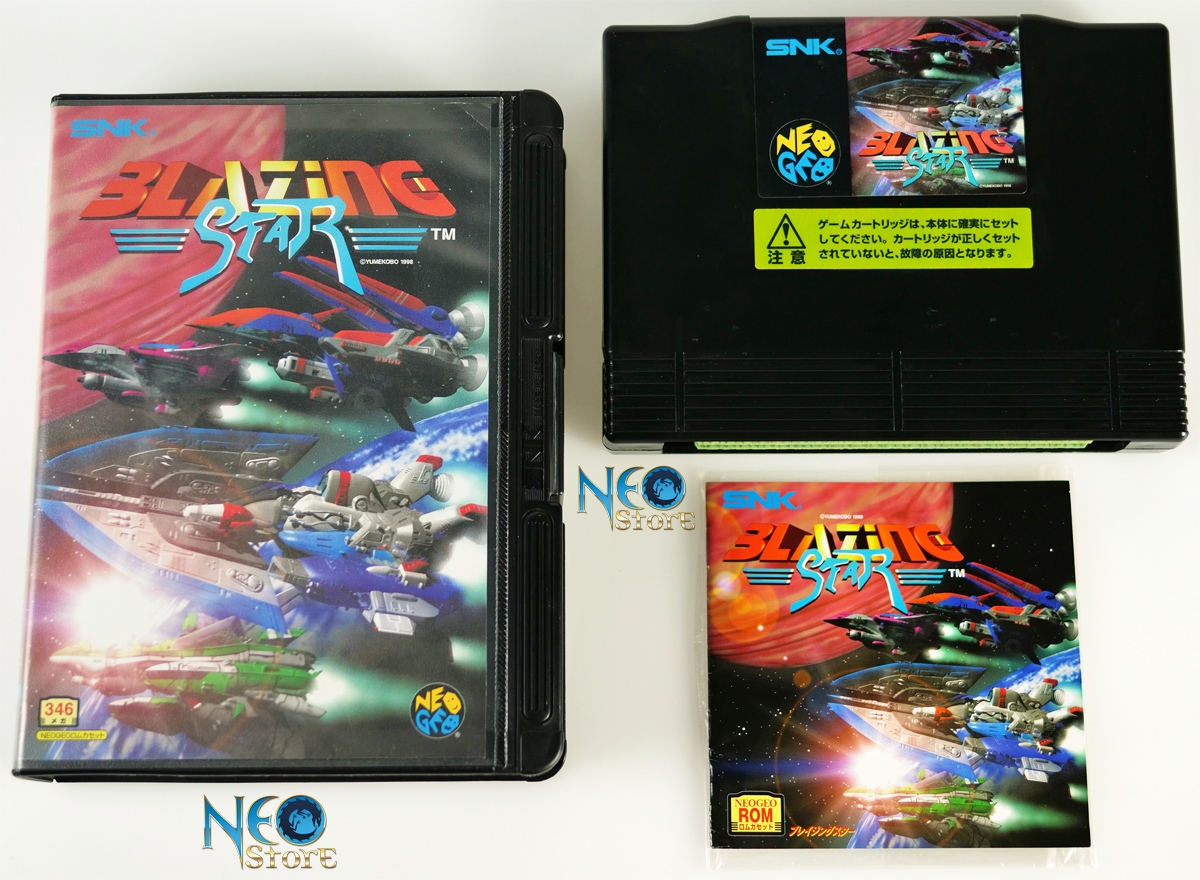 SNK
BLAZING
STAR
TM
©YUMEKOBO 1998
346
メガ
NEOGEOロムカセット
NEO
GEO
NEO
Store
SNK
NEO
GEO
BLAZING
STAR
TM
©YUMEKOBO 1998
注意
ゲームカートリッジは、本体に確実にセット
してください。カートリッジが正しくセット
されていないと、故障の原因となります。
NEO
Store
SNK
©YUMEKOBO 1998
BLAZING
STAR
TM
NEOGEO
ROM
ロムカセット
ブレイジングスター